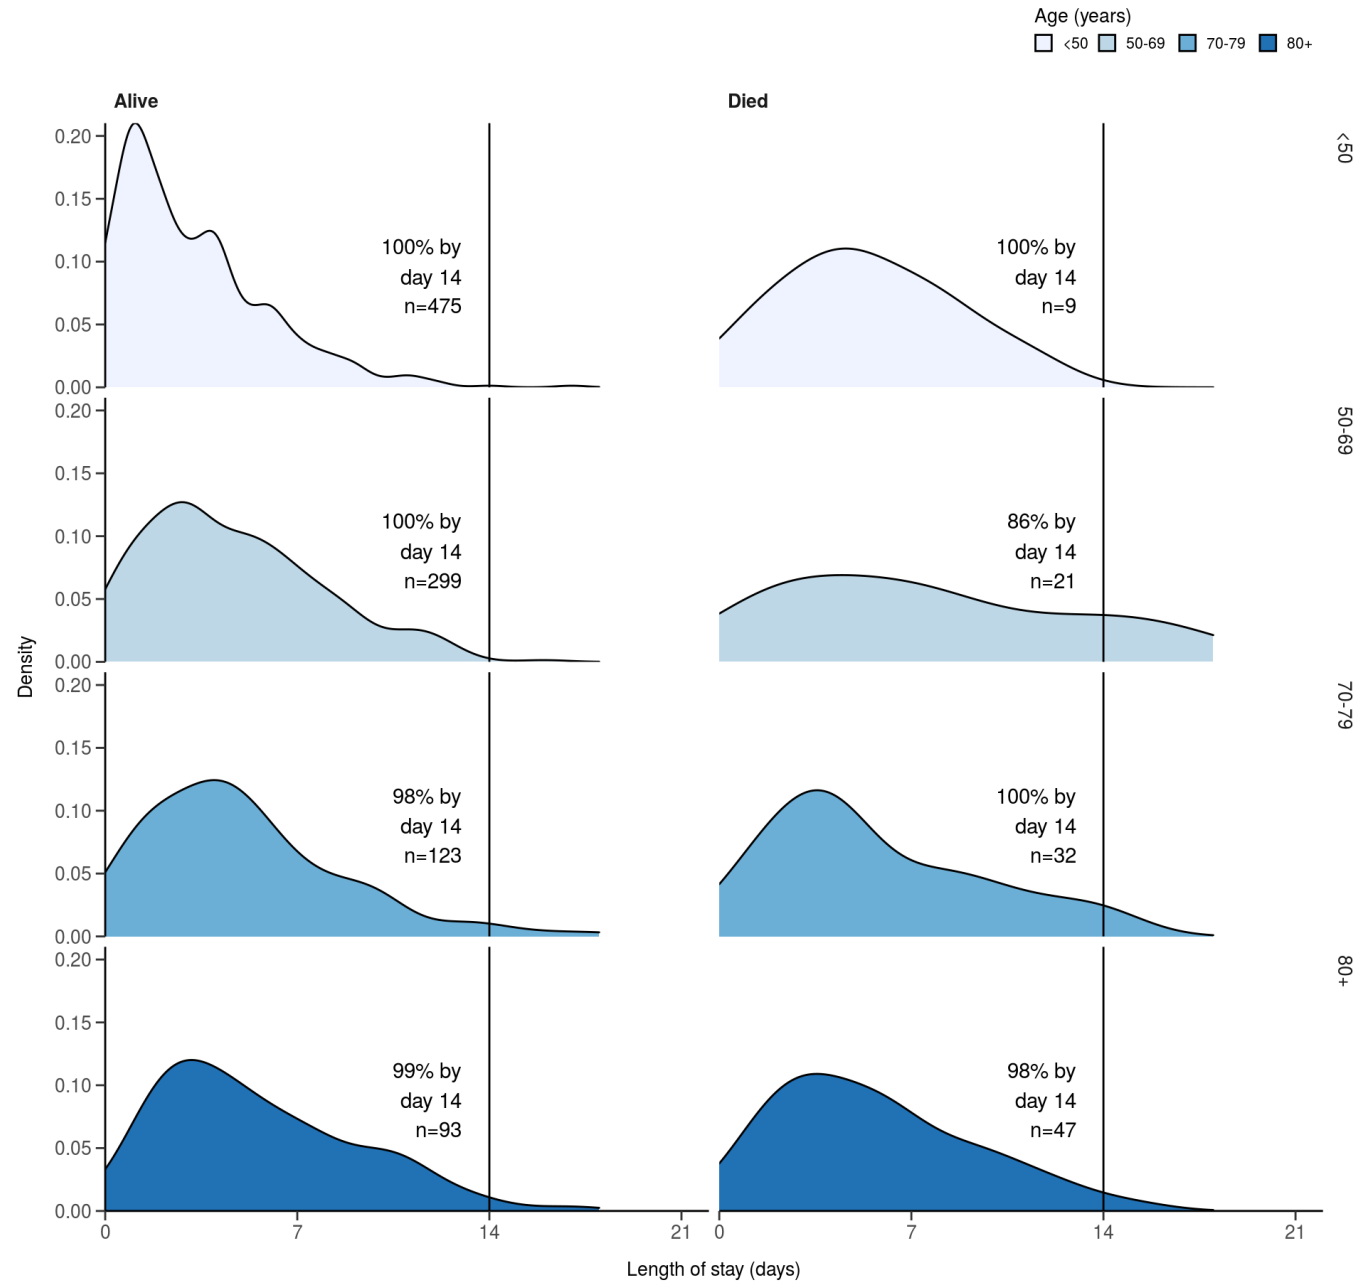 Age (years)
<50 50-69 70-79 80+
Alive Died
0.20
0.15
0.10
0.05
0.00
100% by
day 14
n=475
100% by
day 14
n=9
<50
0.20
0.15
0.10
0.05
0.00
100% by
day 14
n=299
86% by
day 14
n=21
50-69
Density
0.20
0.15
0.10
0.05
0.00
98% by
day 14
n=123
100% by
day 14
n=32
70-79
0.20
0.15
0.10
0.05
0.00
99% by
day 14
n=93
98% by
day 14
n=47
80+
0 7 14 21 0 7 14 21
Length of stay (days)